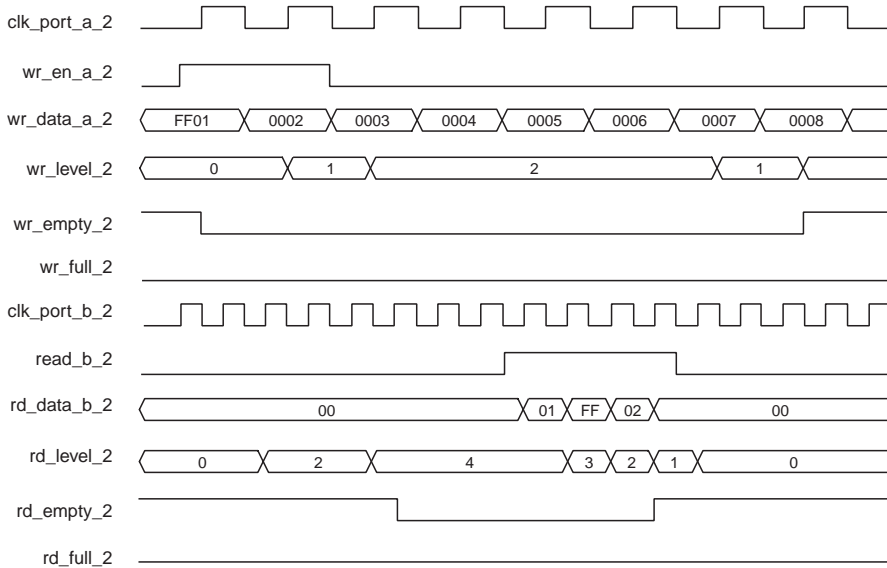 clk_port_a_2
wr_en_a_2
wr_data_a_2 FF01 0002 0003 0004 0005 0006 0007 0008
wr_level_2 0 1 2 1
wr_empty_2
wr_full_2
clk_port_b_2
read_b_2
rd_data_b_2 00 01 FF 02 00
rd_level_2 0 2 4 3 2 1 0
rd_empty_2
rd_full_2